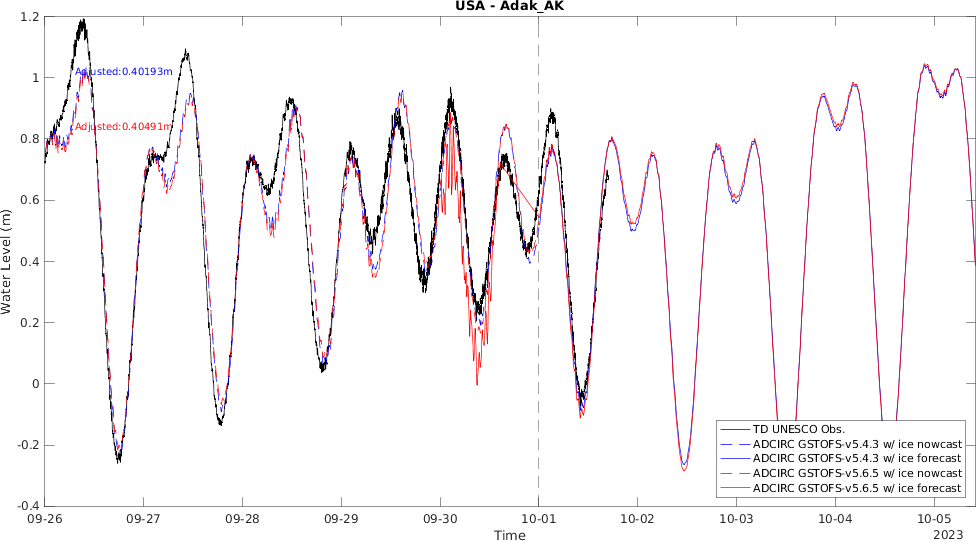 USA - Adak_AK
1.2
1
0.8
0.6
0.4
0.2
0
-0.2
-0.4
Water Level (m)
Adjusted:0.40193m
Adjusted:0.40491m
TD UNESCO Obs.
ADCIRC GSTOFS-v5.4.3 w/ ice nowcast
ADCIRC GSTOFS-v5.4.3 w/ ice forecast
ADCIRC GSTOFS-v5.6.5 w/ ice nowcast
ADCIRC GSTOFS-v5.6.5 w/ ice forecast
09-26 09-27 09-28 09-29 09-30 10-01 10-02 10-03 10-04 10-05
Time
2023